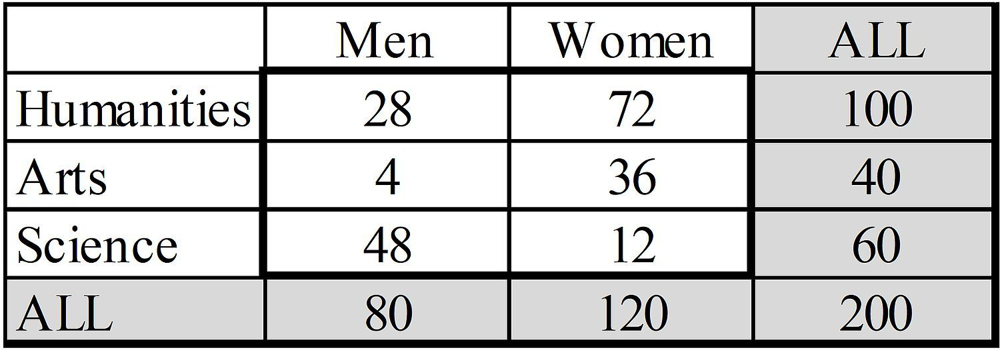 Men Women ALL
Humanities 28 72 100
Arts 4 36 40
Science 48 12 60
ALL 80 120 200